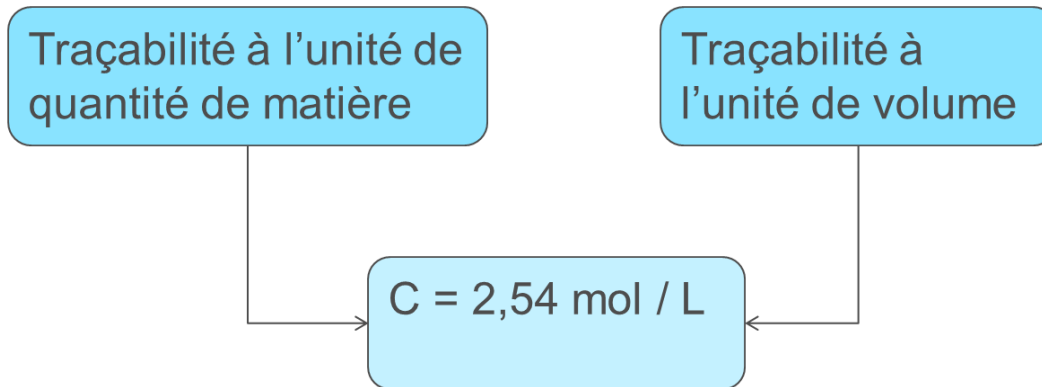 Traçabilité à l’unité de
quantité de matière
Traçabilité à
l’unité de volume
C = 2,54 mol / L